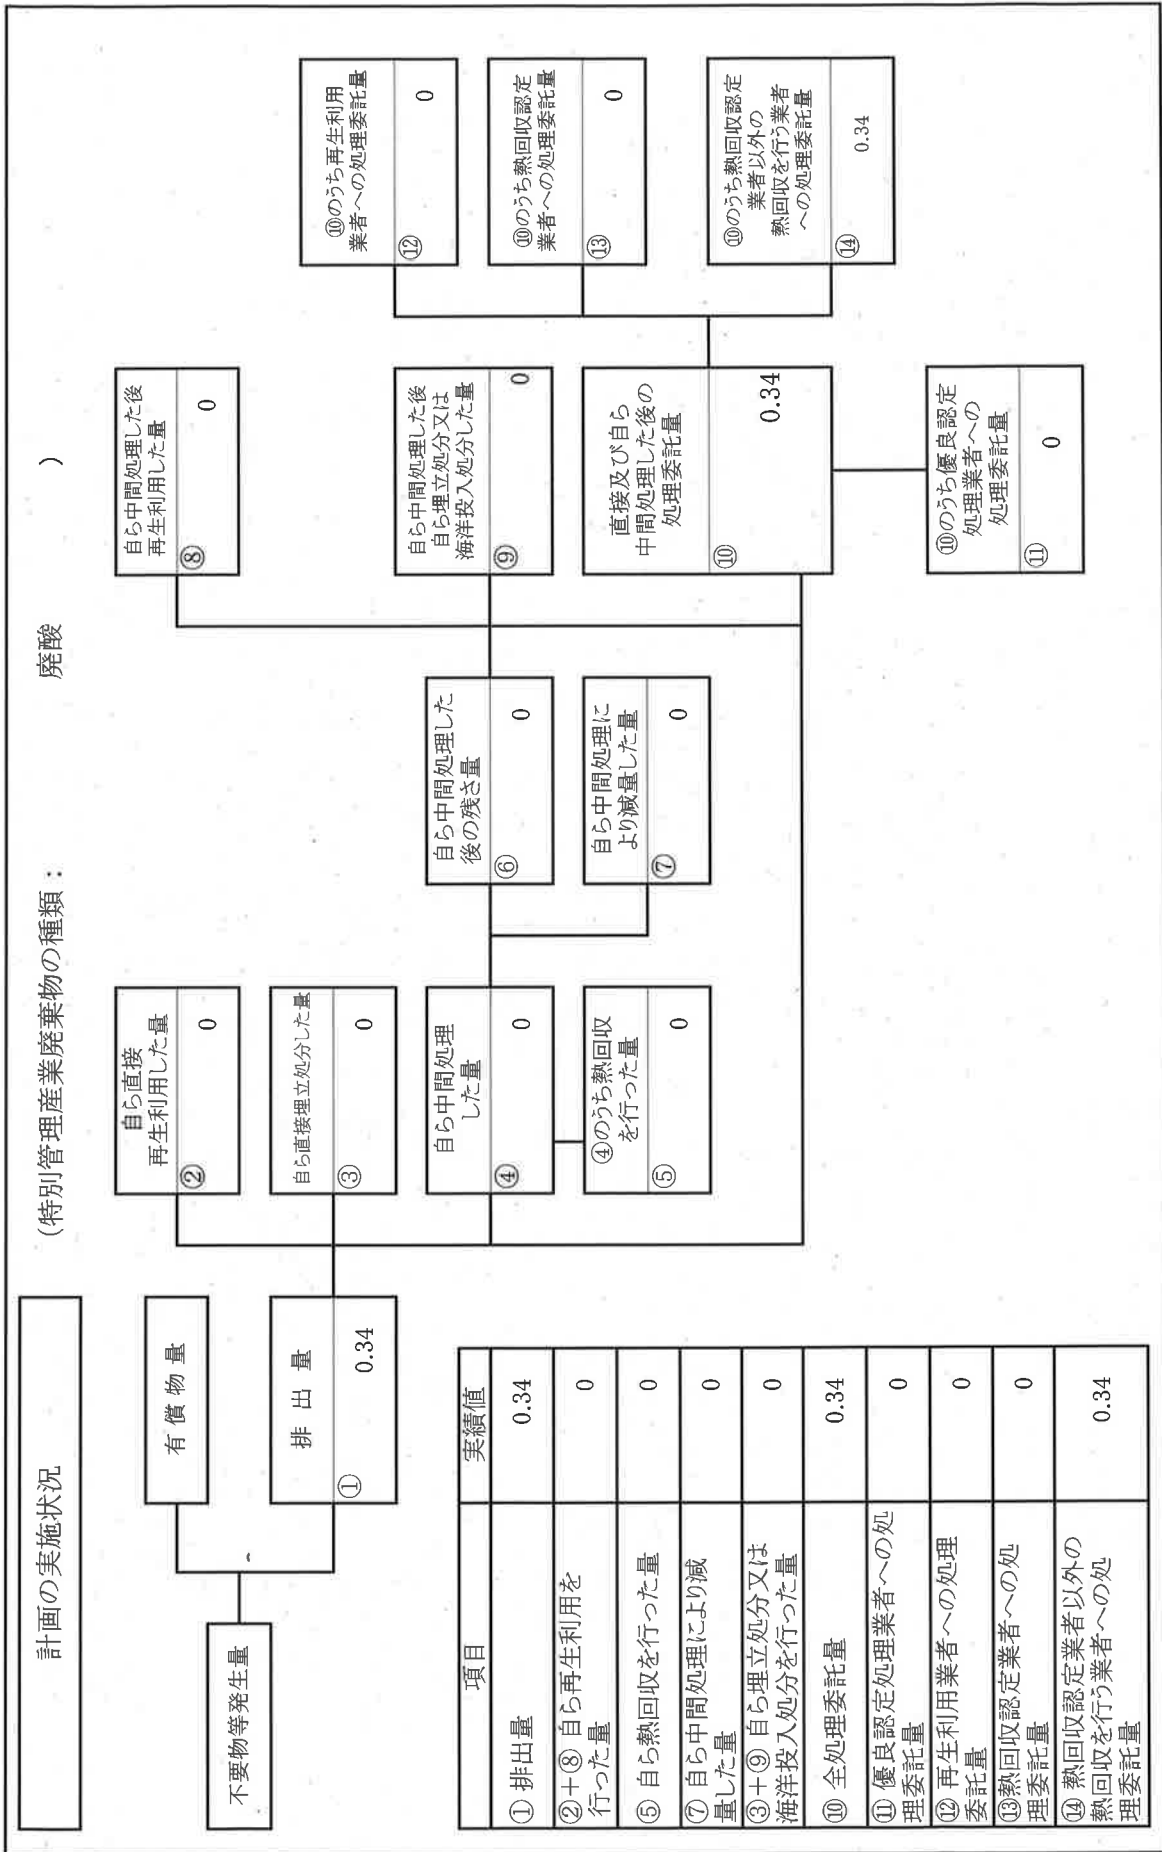 計画の実施状況
(特別管理産業廃棄物の種類： 廃酸 )
不要物等発生量
有償物量
排出量
① 0.34
自ら直接
再生利用した量
② 0
自ら直接埋立処分した量
③ 0
自ら中間処理
した量
④ 0
④のうち熱回収
を行った量
⑤ 0
自ら中間処理した
後の残さ量
⑥ 0
自ら中間処理に
より減量した量
⑦ 0
自ら中間処理した後
再生利用した量
⑧ 0
自ら中間処理した後
自ら埋立処分又は
海洋投入処分した量
⑨ 0
直接及び自ら
中間処理した後の
処理委託量
⑩ 0.34
⑩のうち優良認定
処理業者への
処理委託量
⑪ 0
⑩のうち再生利用
業者への処理委託量
⑫ 0
⑩のうち熱回収認定
業者への処理委託量
⑬ 0
⑩のうち熱回収認定
業者以外の
熱回収を行う業者
への処理委託量
⑭ 0.34
項目 実績値
①排出量 0.34
②＋⑧ 自ら再生利用を
行った量 0
⑤ 自ら熱回収を行った量 0
⑦ 自ら中間処理により減
量した量 0
③＋⑨ 自ら埋立処分又は
海洋投入処分を行った量 0
⑩ 全処理委託量 0.34
⑪ 優良認定処理業者への処
理委託量 0
⑫ 再生利用業者への処理
委託量 0
⑬熱回収認定業者への処
理委託量 0
⑭ 熱回収認定業者以外の
熱回収を行う業者への処
理委託量 0.34